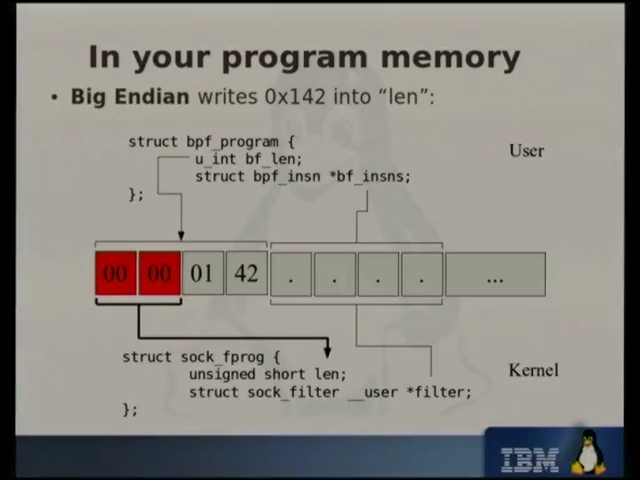 In your program memory
• Big Endian writes 0x142 into “len”:
struct bpf_program {
u_int bf_len;
struct bpf_insn *bf_insns;
};
User
00 00 01 42 . . . . ...
struct sock_fprog {
unsigned short len;
struct sock_filter __user *filter;
};
Kernel
IBM